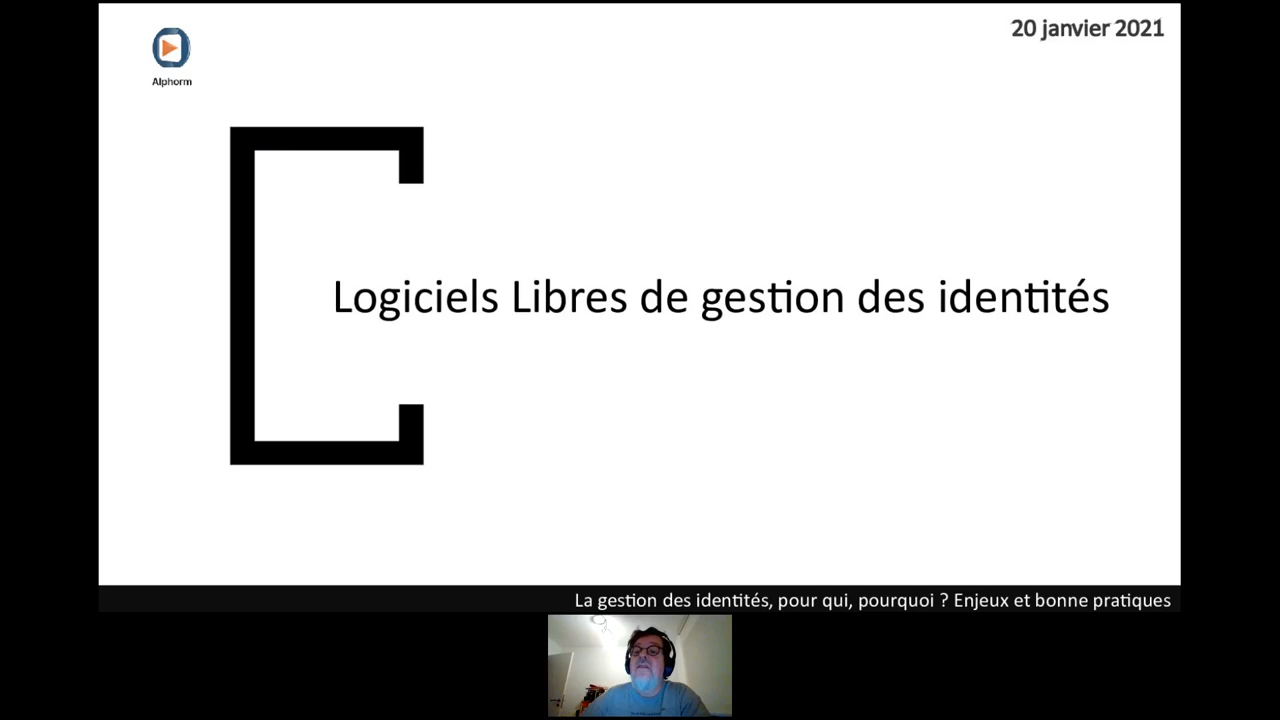 20 janvier 2021
Alphorm
Logiciels Libres de gestion des identités
La gestion des identités, pour qui, pourquoi ? Enjeux et bonne pratiques